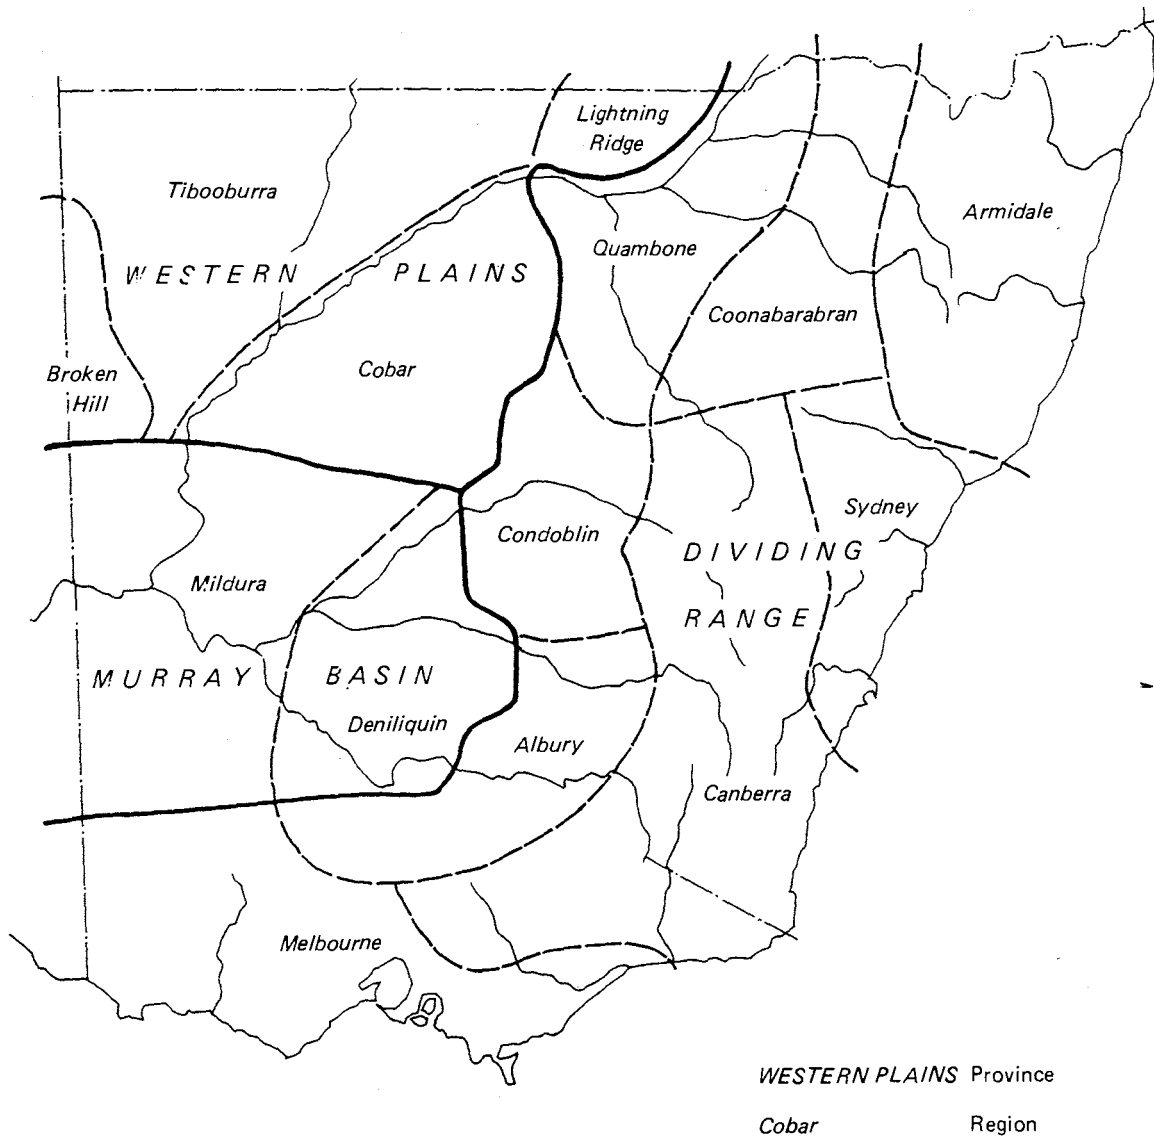 Lightning
Ridge
Tibooburra
Armidale
Quambone
WESTERN PLAINS
Coonabarabran
Broken
Hill
Cobar
Sydney
Condoblin
DIVIDING
Mildura
RANGE
MURRAY BASIN
Deniliquin
Albury
Canberra
Melbourne
WESTERN PLAINS Province
Cobar Region